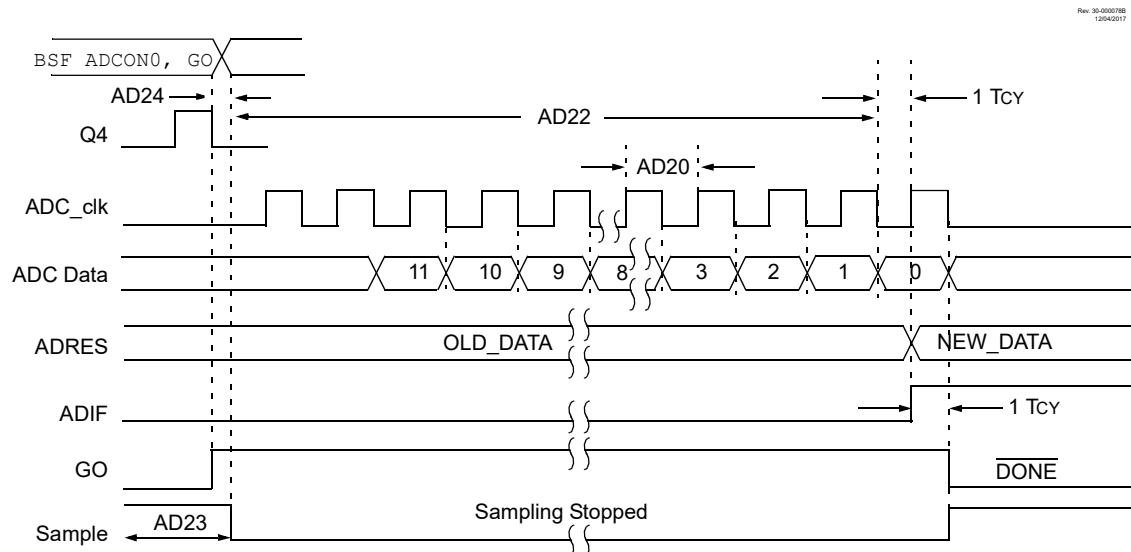 Rev. 30-000078B
12/04/2017
BSF ADCON0, GO
AD24
1 TCY
AD22
Q4
AD20
ADC_clk
ADC Data 11 10 9 8 3 2 1 0
ADRES OLD_DATA NEW_DATA
ADIF 1 TCY
GO DONE
Sample AD23 Sampling Stopped